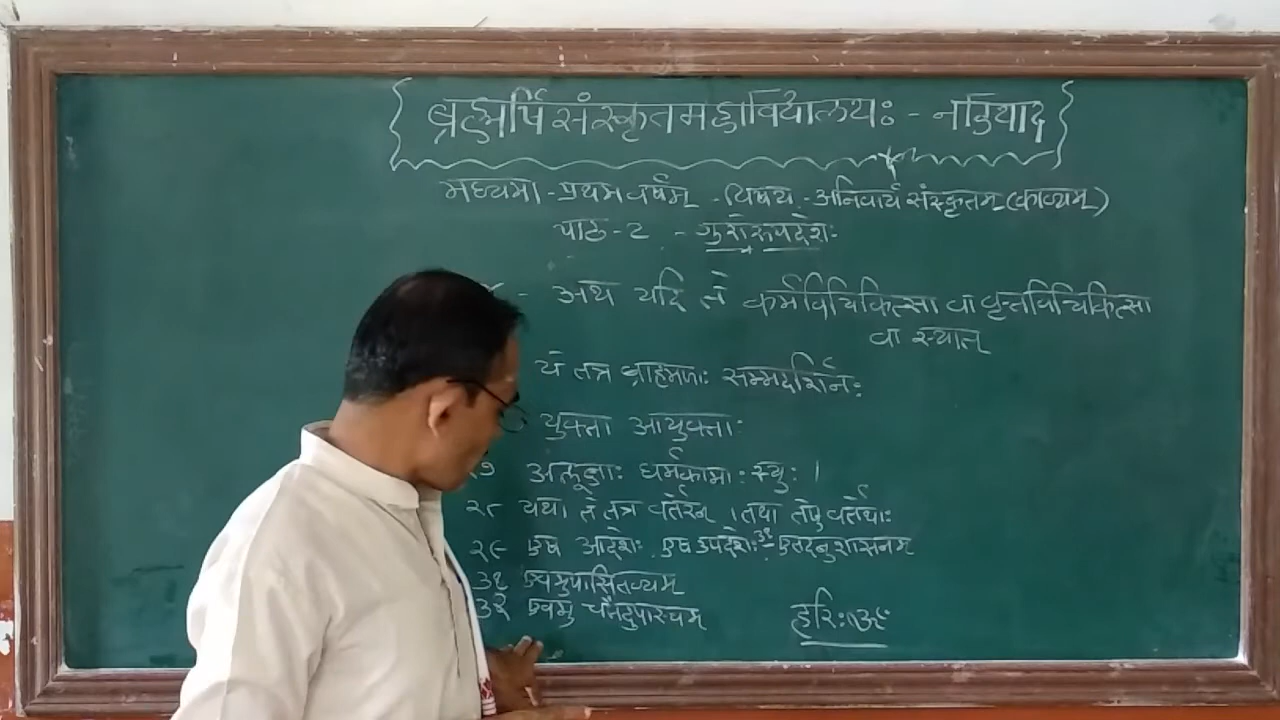 ब्रह्मर्षि संस्कृत महाविद्यालयः - नडियाद
मध्यमा - प्रथम वर्षम् - विषय - अनिवार्य संस्कृतम् (काव्यम्)
पाठ - २ - गुरोरुपदेशः
- अथ यदि ते कर्मविचिकित्सा वा वृत्तविचिकित्सा
वा स्यात्
ये तत्र ब्राह्मणाः सम्मर्शिनः
युक्ता आयुक्ताः
अलूक्षाः धर्मकामाः स्युः ।
२८ यथा ते तत्र वर्तेरन् । तथा तेषु वर्तेथाः
२९ एष आदेशः एष उपदेशः - एतदनुशासनम्
३१ एवमुपासितव्यम्
३२ एवमु चैतदुपास्यम्
हरिः ॐ